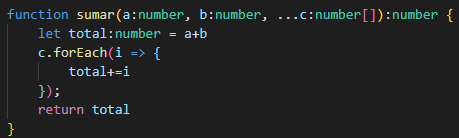 function sumar(a:number, b:number, ...c:number[]):number {
    let total:number = a+b
    c.forEach(i => {
        total+=i
    });
    return total
}